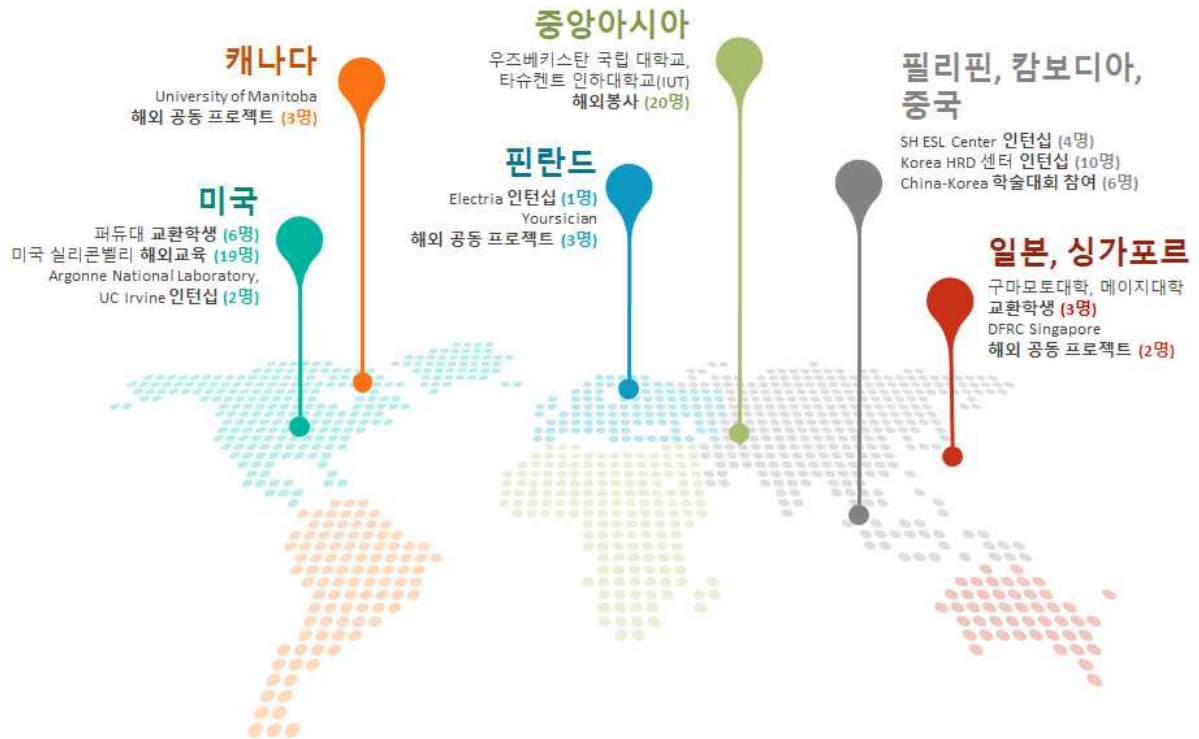 캐나다
University of Manitoba
해외 공동 프로젝트 (3명)
미국
퍼듀대 교환학생 (6명)
미국 실리콘벨리 해외교육 (19명)
Argonne National Laboratory,
UC Irvine 인턴십 (2명)
중앙아시아
우즈베키스탄 국립 대학교,
타슈켄트 인하대학교(IUT)
해외봉사 (20명)
핀란드
Electria 인턴십 (1명)
Yoursician
해외 공동 프로젝트 (3명)
필리핀, 캄보디아,
중국
SH ESL Center 인턴십 (4명)
Korea HRD 센터 인턴십 (10명)
China-Korea 학술대회 참여 (6명)
일본, 싱가포르
구마모토대학, 메이지대학
교환학생 (3명)
DFRC Singapore
해외 공동 프로젝트 (2명)